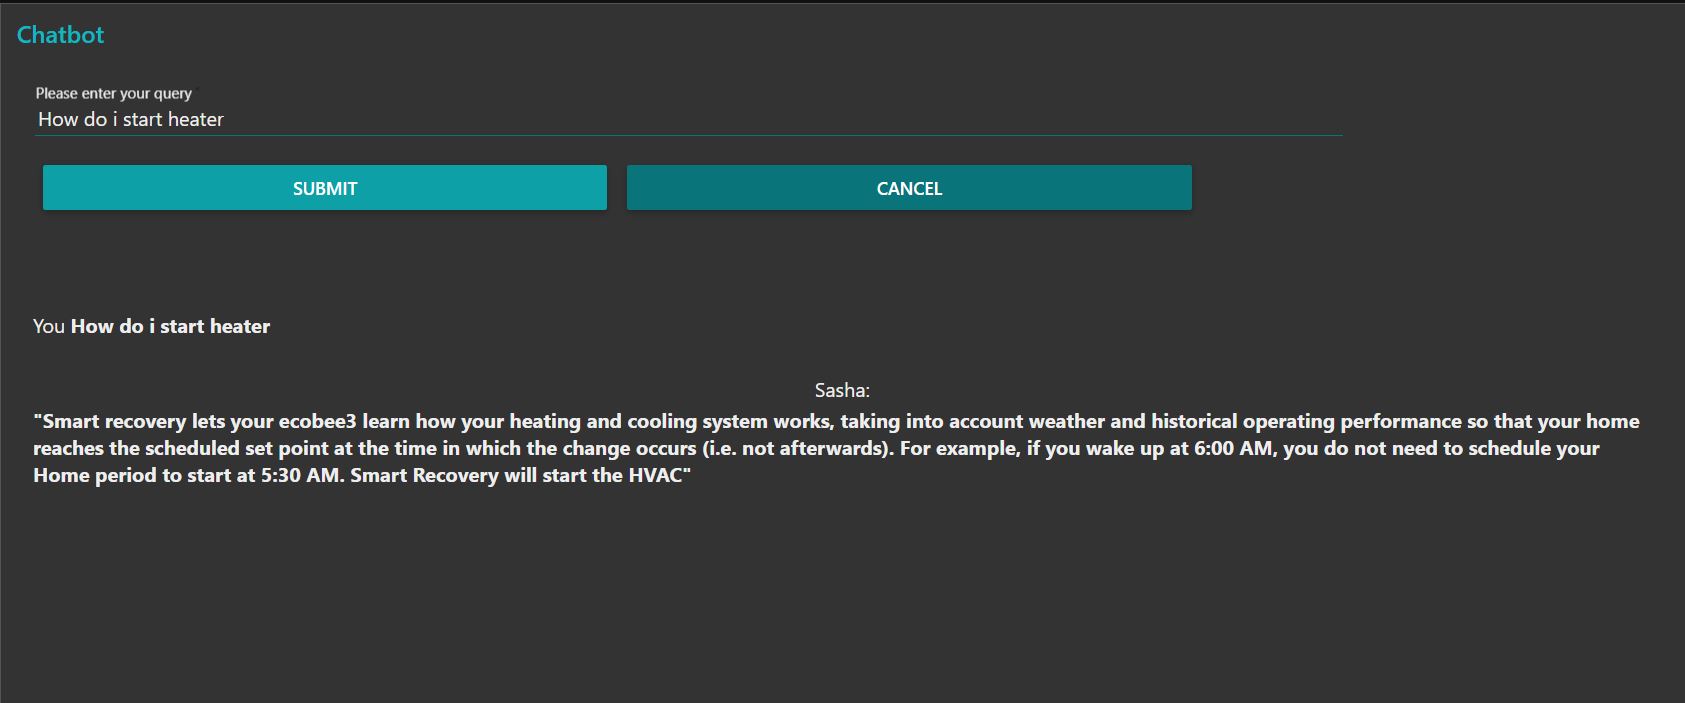 Chatbot
Please enter your query *
How do i start heater
SUBMIT
CANCEL
You How do i start heater
Sasha:
"Smart recovery lets your ecobee3 learn how your heating and cooling system works, taking into account weather and historical operating performance so that your home
reaches the scheduled set point at the time in which the change occurs (i.e. not afterwards). For example, if you wake up at 6:00 AM, you do not need to schedule your
Home period to start at 5:30 AM. Smart Recovery will start the HVAC"